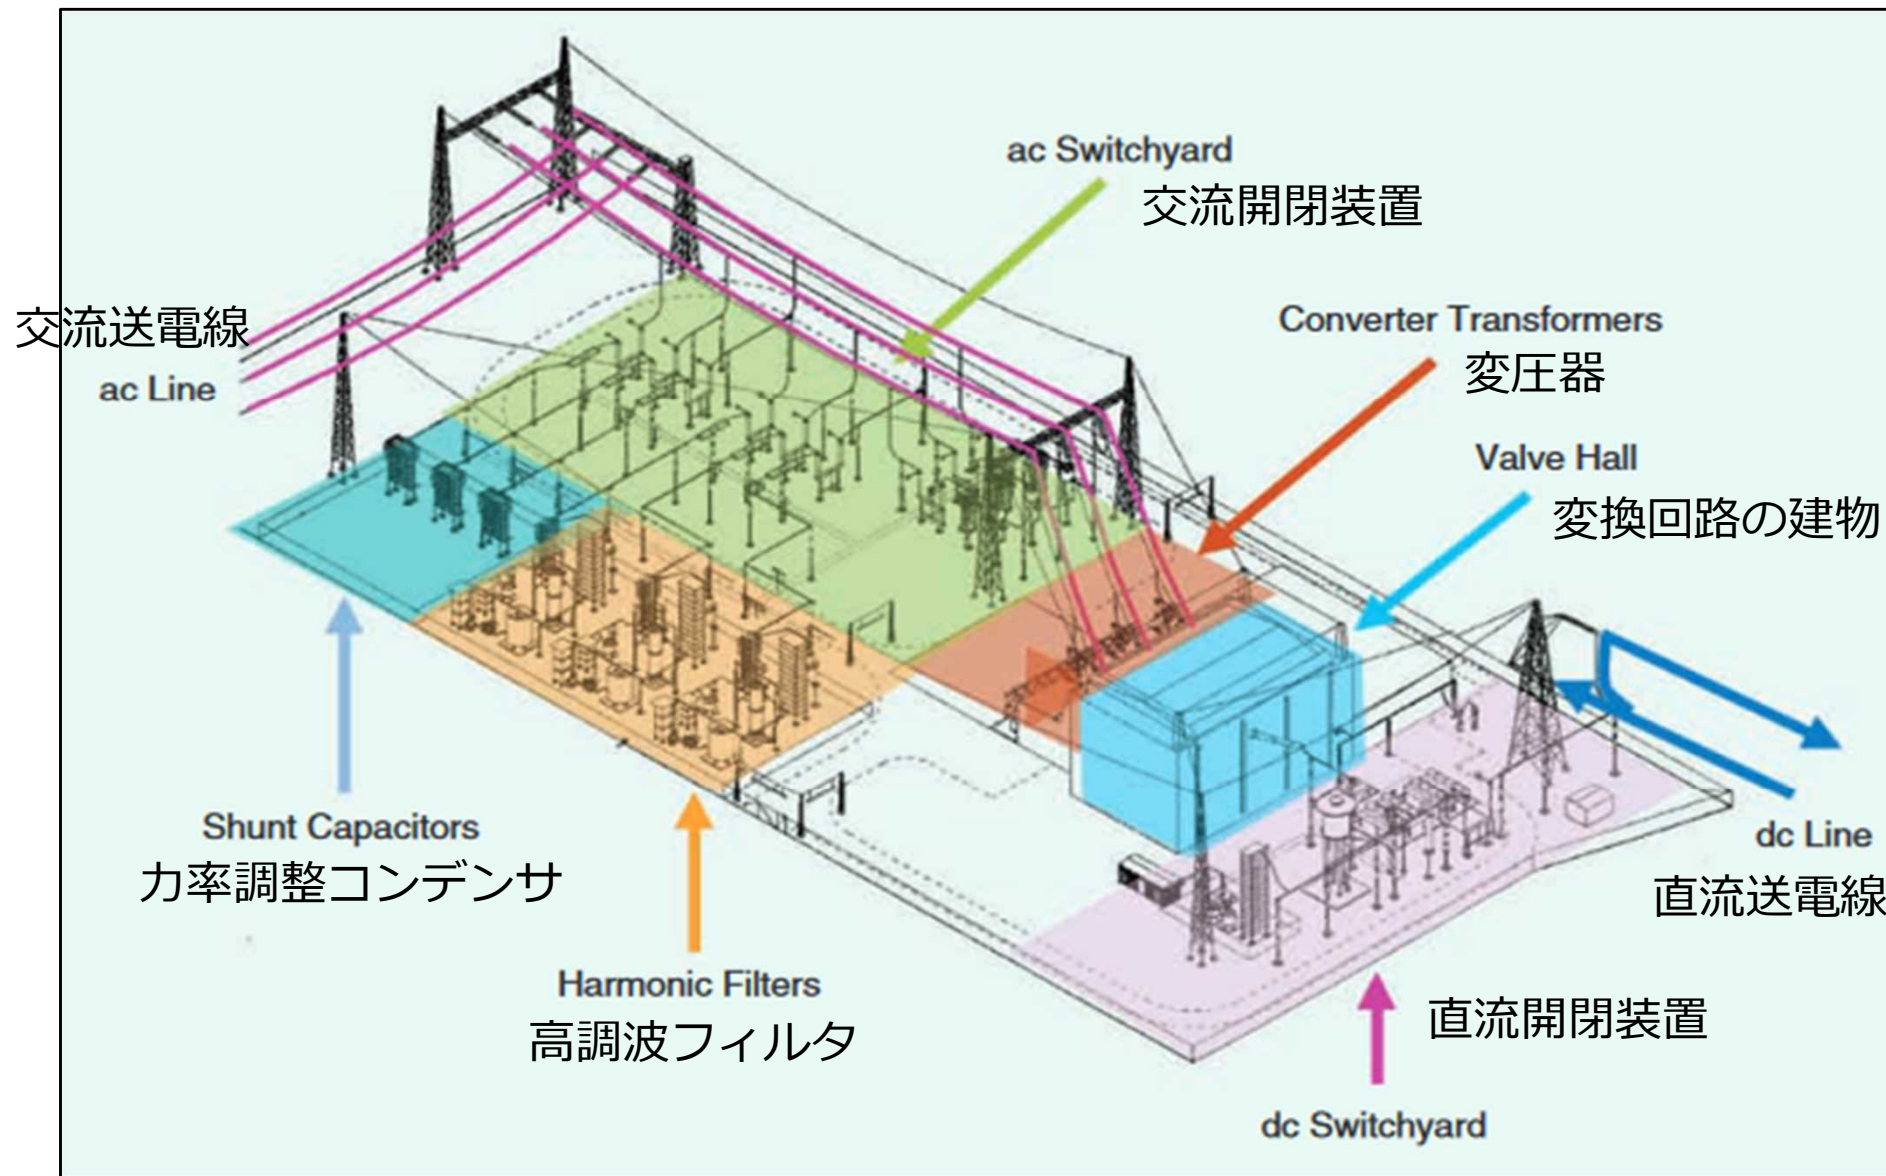 ac Switchyard
交流開閉装置
交流送電線
ac Line
Converter Transformers
変圧器
Valve Hall
変換回路の建物
Shunt Capacitors
力率調整コンデンサ
dc Line
直流送電線
Harmonic Filters
高調波フィルタ
直流開閉装置
dc Switchyard